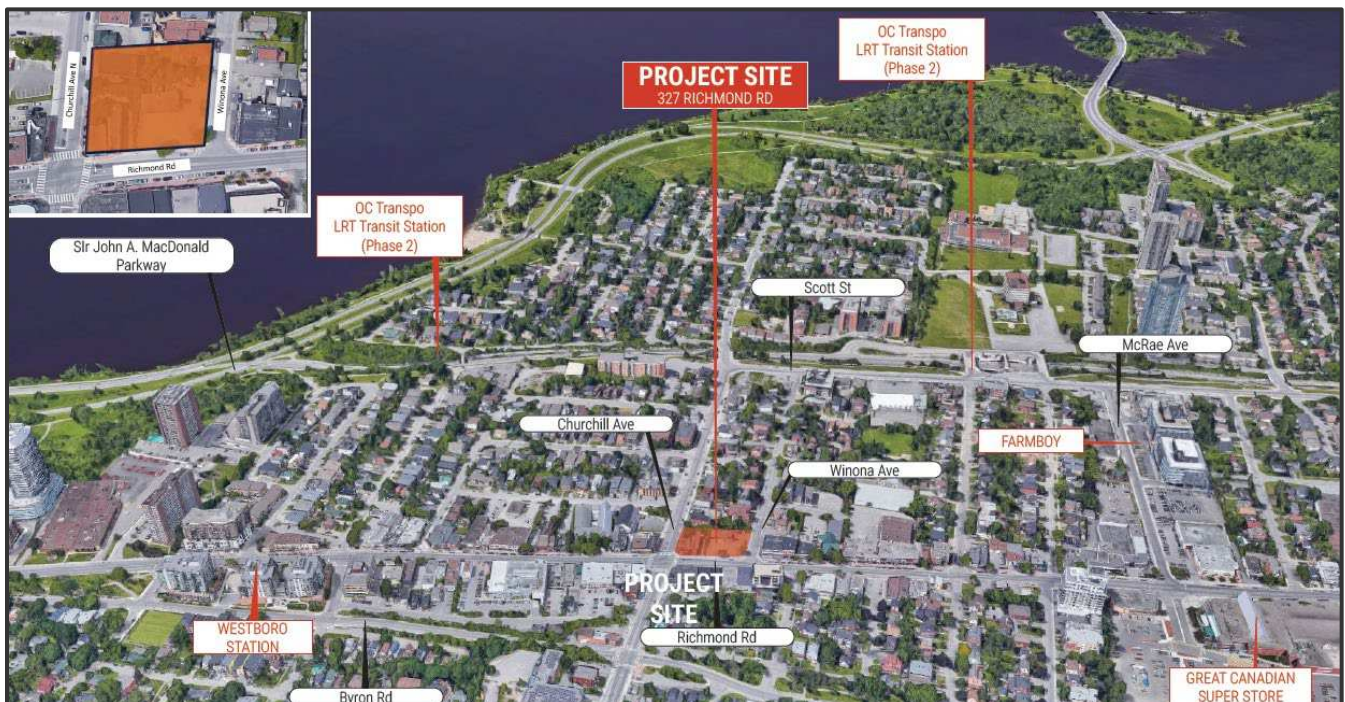 Churchill Ave N
Winona Ave
Richmond Rd
OC Transpo
LRT Transit Station
(Phase 2)
PROJECT SITE
327 RICHMOND RD
OC Transpo
LRT Transit Station
(Phase 2)
SIr John A. MacDonald
Parkway
Scott St
McRae Ave
Churchill Ave
FARMBOY
Winona Ave
PROJECT
SITE
WESTBORO
STATION
Richmond Rd
Byron Rd
GREAT CANADIAN
SUPER STORE